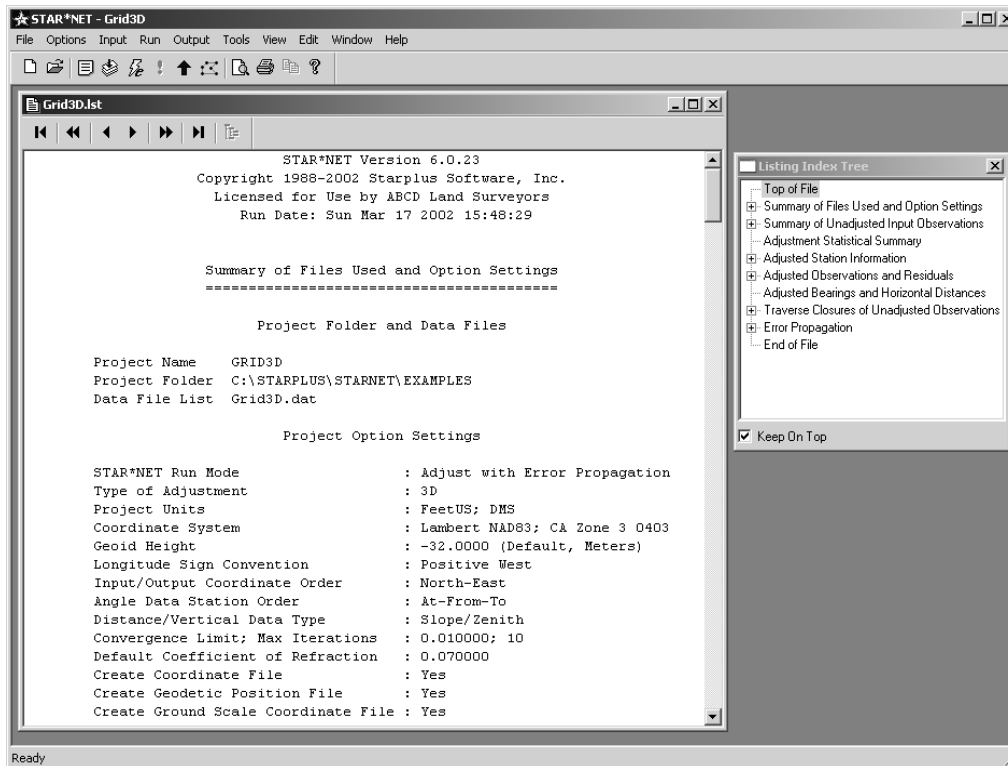 STAR*NET - Grid3D
File Options Input Run Output Tools View Edit Window Help
Grid3D.lst
STAR*NET Version 6.0.23
Copyright 1988-2002 Starplus Software, Inc.
Licensed for Use by ABCD Land Surveyors
Run Date: Sun Mar 17 2002 15:48:29
Summary of Files Used and Option Settings
=========================================
Project Folder and Data Files
Project Name GRID3D
Project Folder C:\STARPLUS\STARNET\EXAMPLES
Data File List Grid3D.dat
Project Option Settings
STAR*NET Run Mode : Adjust with Error Propagation
Type of Adjustment : 3D
Project Units : FeetUS; DMS
Coordinate System : Lambert NAD83; CA Zone 3 0403
Geoid Height : -32.0000 (Default, Meters)
Longitude Sign Convention : Positive West
Input/Output Coordinate Order : North-East
Angle Data Station Order : At-From-To
Distance/Vertical Data Type : Slope/Zenith
Convergence Limit; Max Iterations : 0.010000; 10
Default Coefficient of Refraction : 0.070000
Create Coordinate File : Yes
Create Geodetic Position File : Yes
Create Ground Scale Coordinate File : Yes
Listing Index Tree
Top of File
Summary of Files Used and Option Settings
Summary of Unadjusted Input Observations
Adjustment Statistical Summary
Adjusted Station Information
Adjusted Observations and Residuals
Adjusted Bearings and Horizontal Distances
Traverse Closures of Unadjusted Observations
Error Propagation
End of File
Keep On Top
Ready